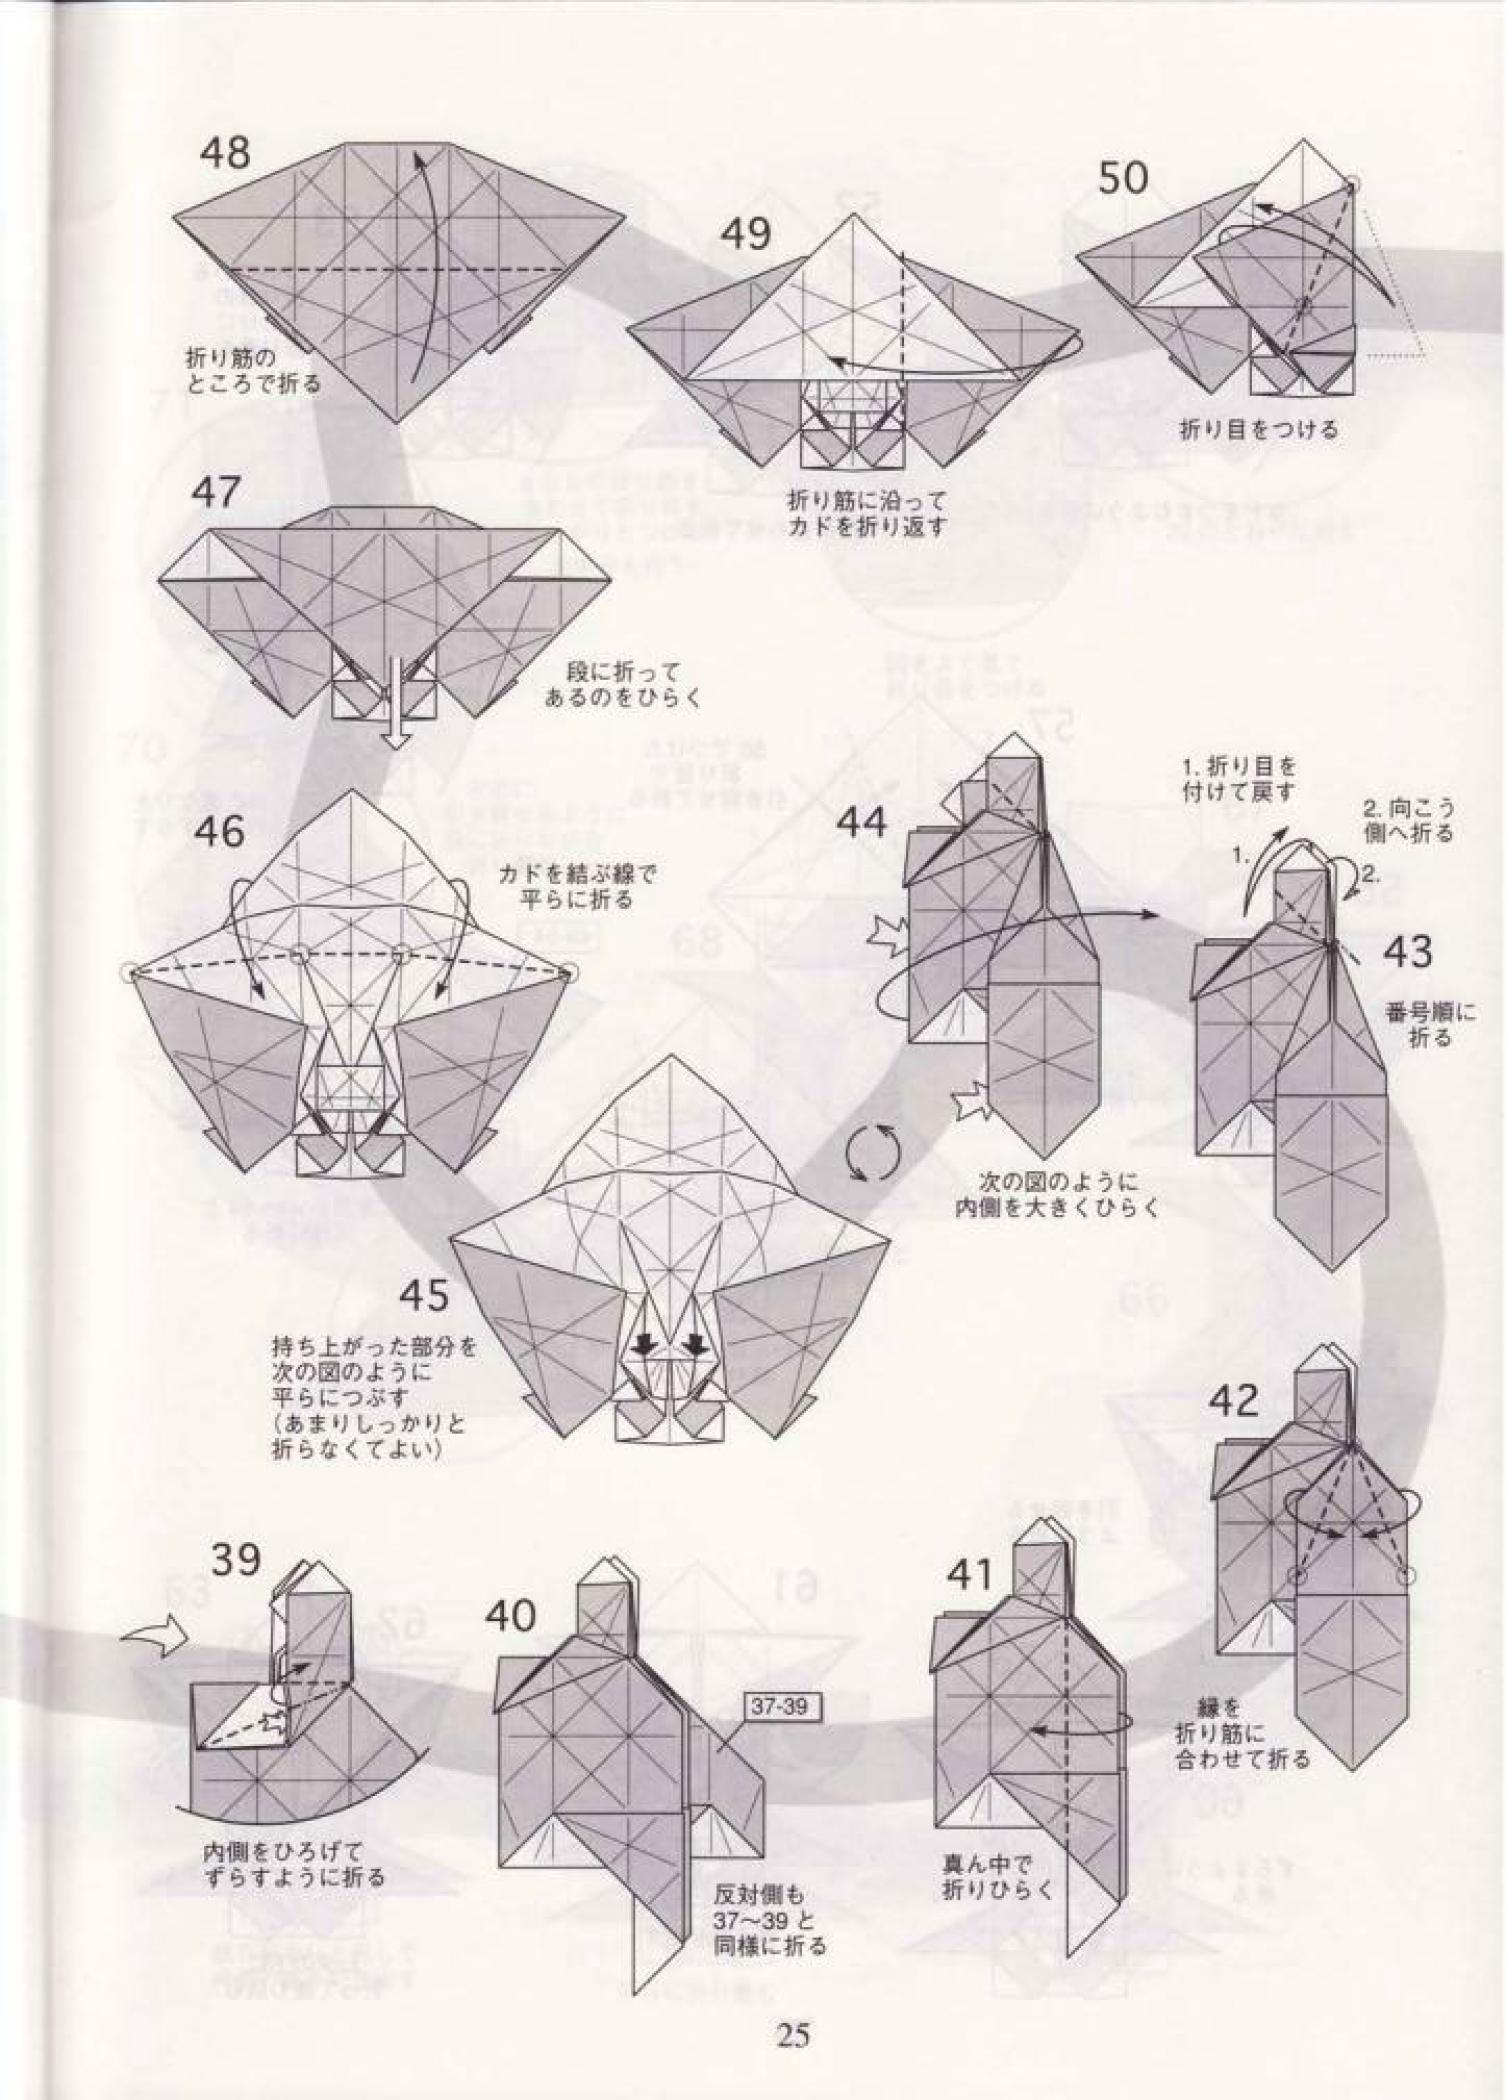 39
内側をひろげて
ずらすように折る
40
37-39
反対側も
37〜39 と
同様に折る
41
真ん中で
折りひらく
42
縁を
折り筋に
合わせて折る
1. 折り目を
付けて戻す
2. 向こう
側へ折る
1.
2.
43
番号順に
折る
44
次の図のように
内側を大きくひらく
45
持ち上がった部分を
次の図のように
平らにつぶす
(あまりしっかりと
折らなくてよい)
46
カドを結ぶ線で
平らに折る
47
段に折って
あるのをひらく
48
折り筋の
ところで折る
49
折り筋に沿って
カドを折り返す
50
折り目をつける
25